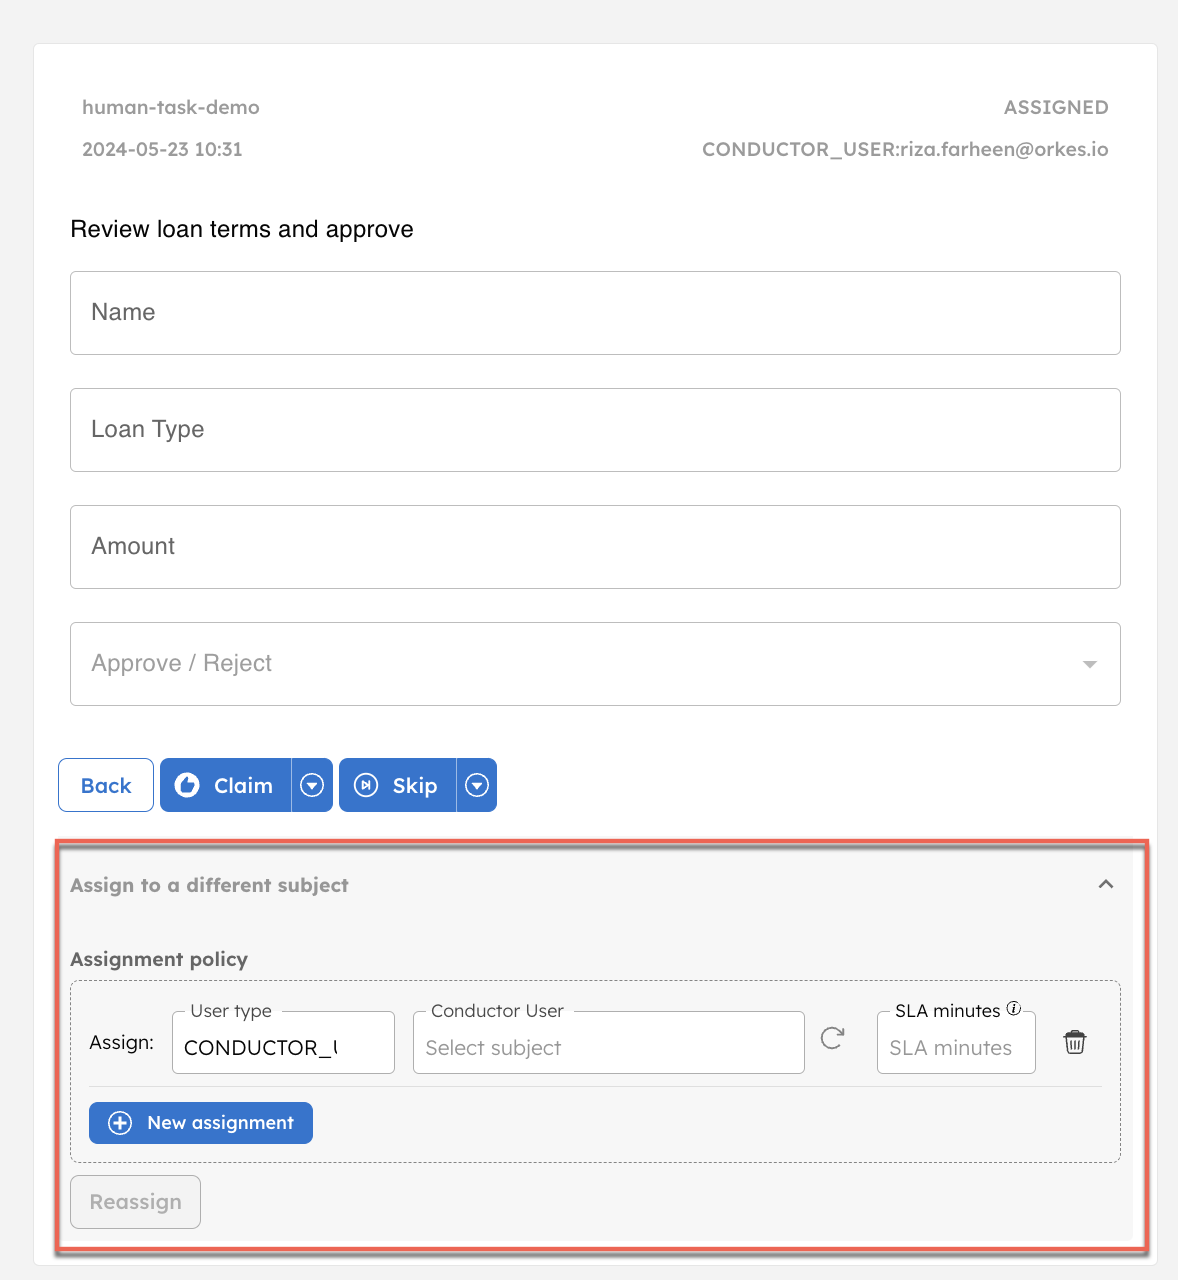 human-task-demo
ASSIGNED
2024-05-23 10:31
CONDUCTOR_USER:riza.farheen@orkes.io
Review loan terms and approve
Name
Loan Type
Amount
Approve / Reject
Back
Claim
Skip
Assign to a different subject
Assignment policy
User type
Conductor User
SLA minutes
Assign:
CONDUCTOR_U
Select subject
SLA minutes
New assignment
Reassign